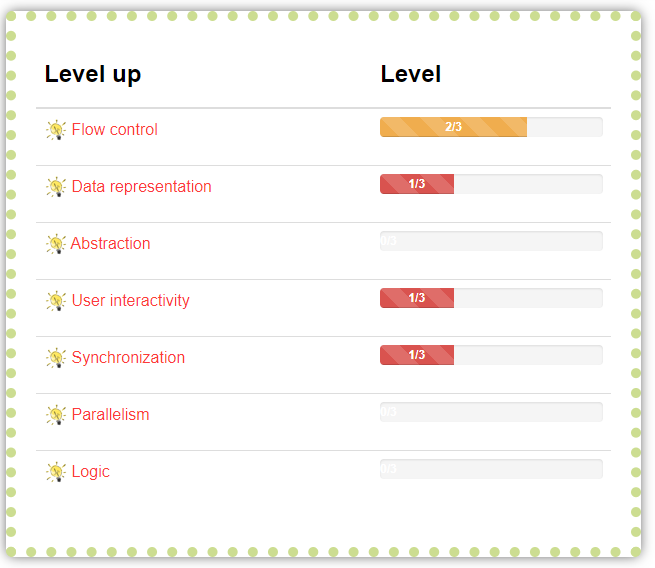 Level up Level
Flow control 2/3
Data representation 1/3
Abstraction 0/3
User interactivity 1/3
Synchronization 1/3
Parallelism 0/3
Logic 0/3